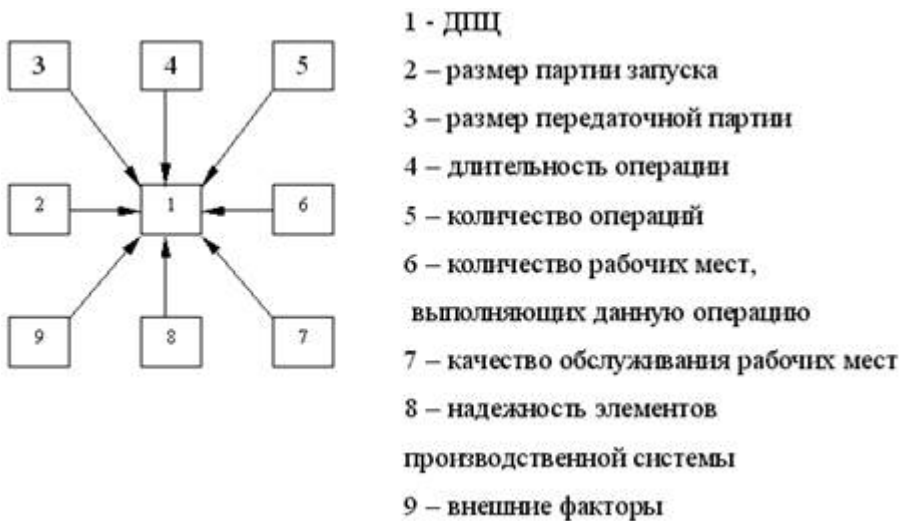 3 4 5
2 1 6
9 8 7
1 - ДПЦ
2 – размер партии запуска
3 – размер передаточной партии
4 – длительность операции
5 – количество операций
6 – количество рабочих мест,
выполняющих данную операцию
7 – качество обслуживания рабочих мест
8 – надежность элементов
производственной системы
9 – внешние факторы